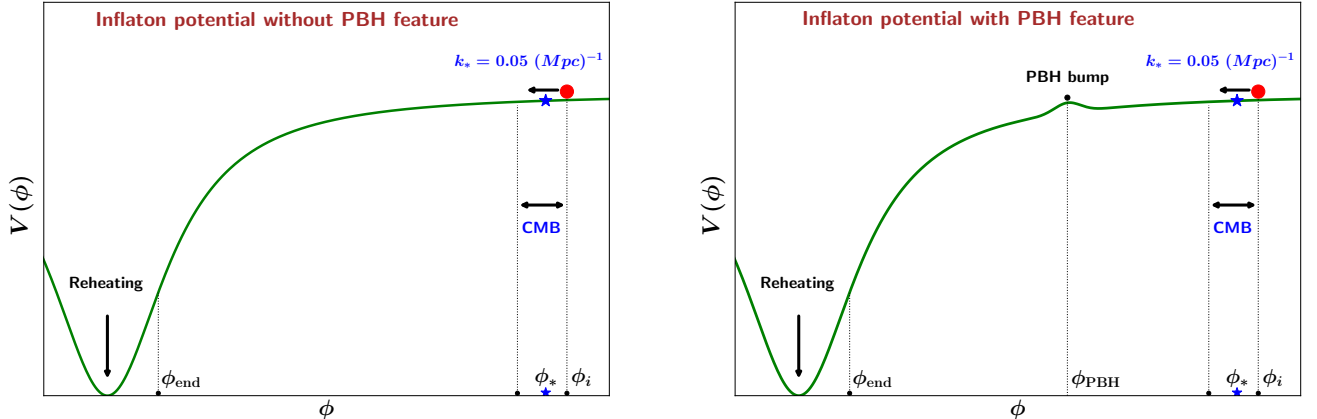 Inflaton potential without PBH feature
k∗ = 0.05 (Mpc)⁻¹
V(ϕ)
CMB
Reheating
ϕend
ϕ∗
ϕi
ϕ
Inflaton potential with PBH feature
k∗ = 0.05 (Mpc)⁻¹
PBH bump
V(ϕ)
CMB
Reheating
ϕend
ϕPBH
ϕ∗
ϕi
ϕ